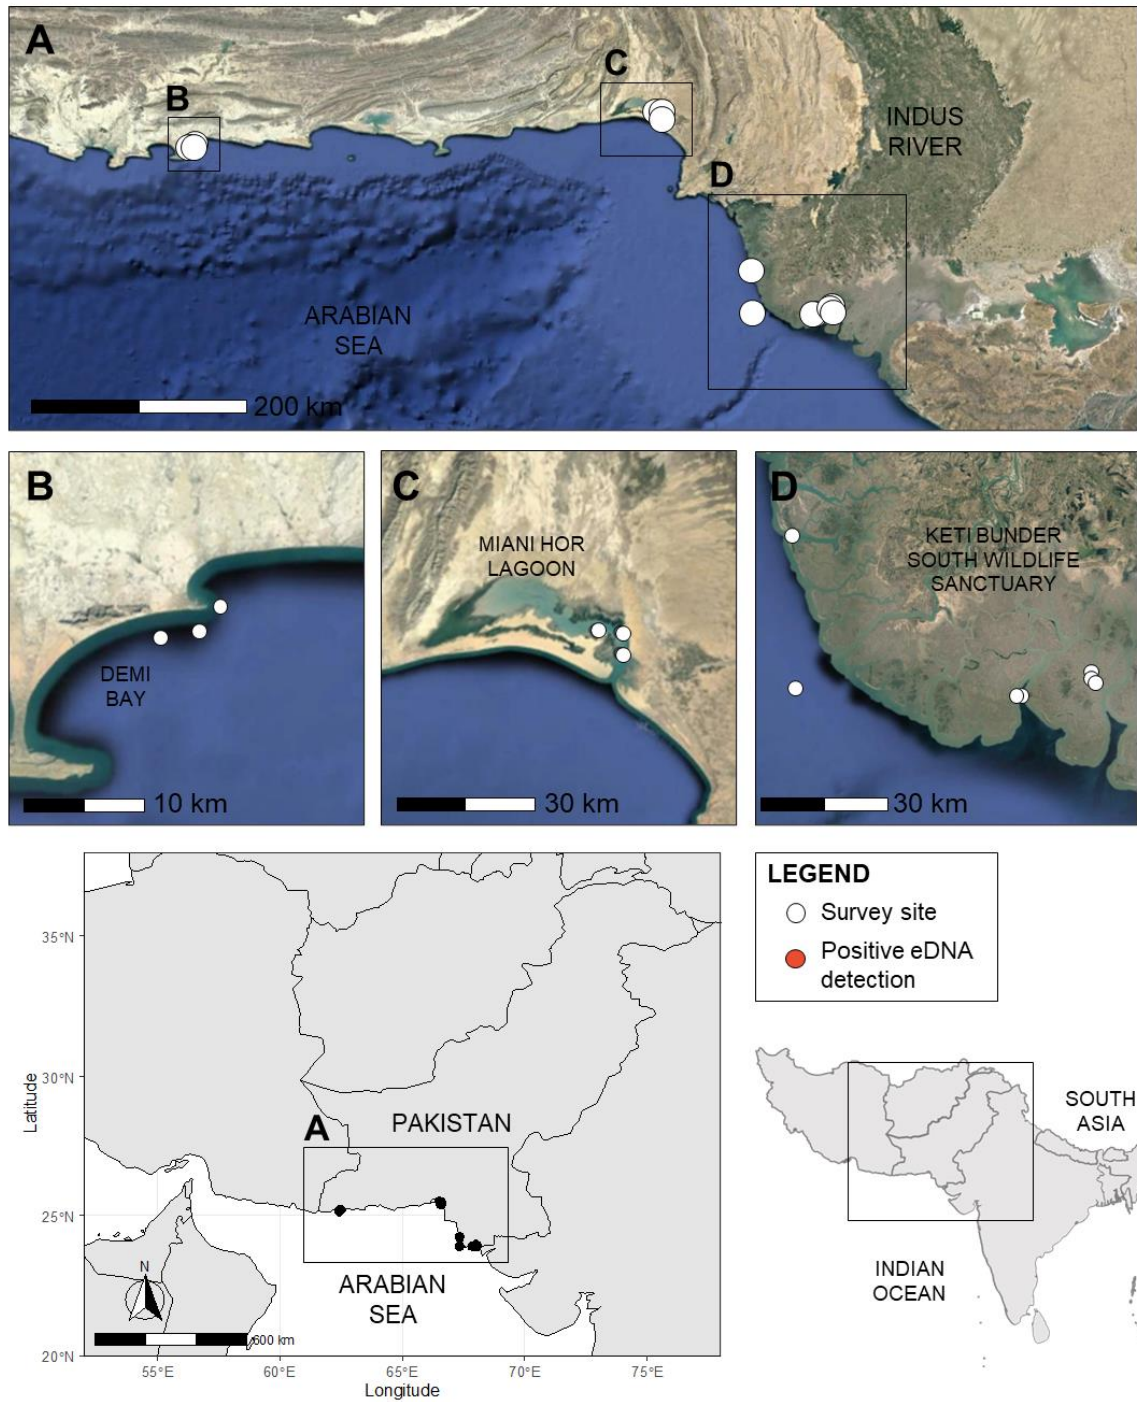 A
B
C
D
INDUS
RIVER
ARABIAN
SEA
200 km
B
DEMI
BAY
10 km
C
MIANI HOR
LAGOON
30 km
D
KETI BUNDER
SOUTH WILDLIFE
SANCTUARY
30 km
35°N
30°N
25°N
20°N
Latitude
A
PAKISTAN
ARABIAN
SEA
N
600 km
55°E
60°E
65°E
70°E
75°E
Longitude
LEGEND
Survey site
Positive eDNA
detection
SOUTH
ASIA
INDIAN
OCEAN